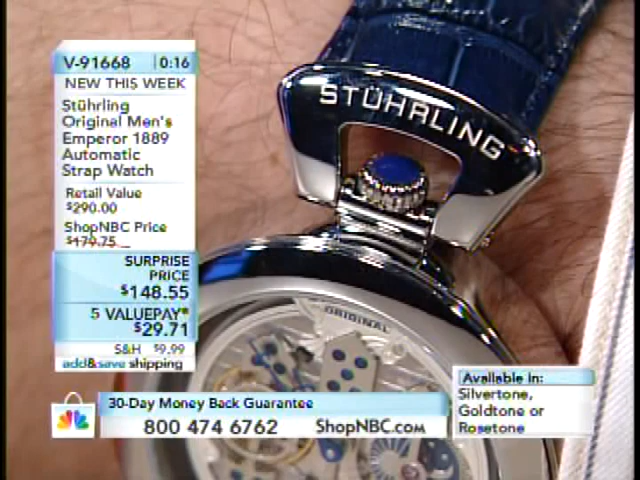 V-91668 0:16
NEW THIS WEEK
Stührling
Original Men's
Emperor 1889
Automatic
Strap Watch
Retail Value
$290.00
ShopNBC Price
$179.75
SURPRISE
PRICE
$148.55
5 VALUEPAY®
$29.71
S&H $9.99
add&save shipping
STÜHRLING
ORIGINAL
30-Day Money Back Guarantee
800 474 6762 ShopNBC.com
Available In:
Silvertone,
Goldtone or
Rosetone